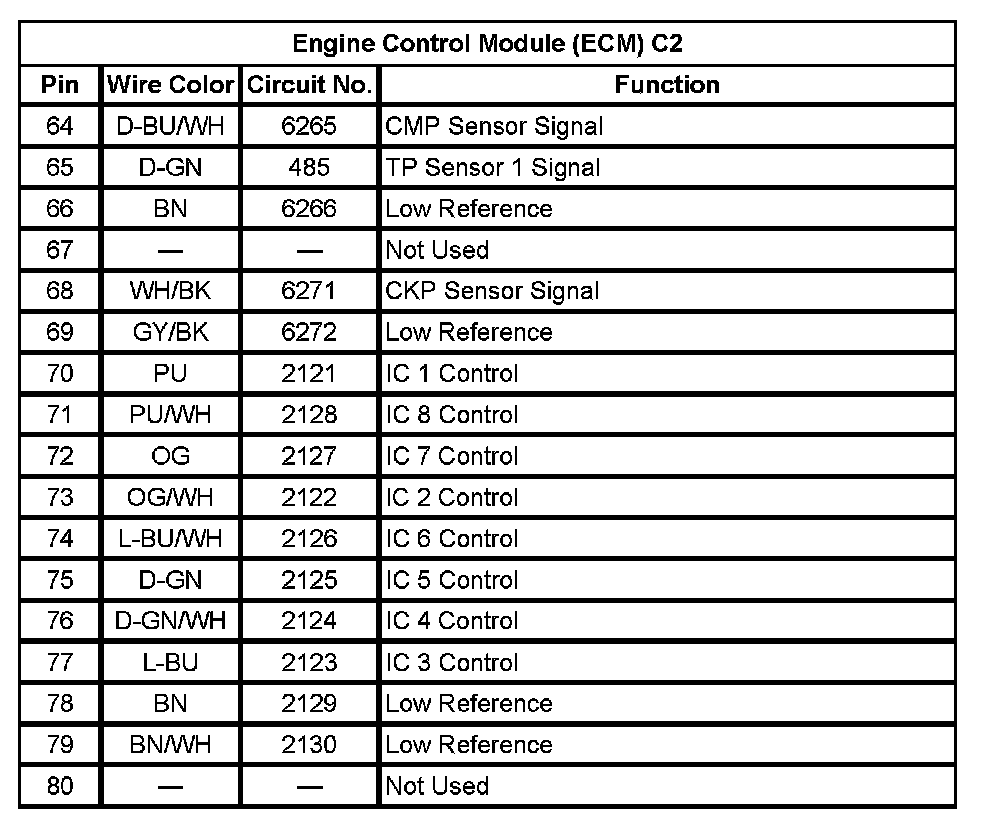 Engine Control Module (ECM) C2
Pin Wire Color Circuit No. Function
64 D-BU/WH 6265 CMP Sensor Signal
65 D-GN 485 TP Sensor 1 Signal
66 BN 6266 Low Reference
67 — — Not Used
68 WH/BK 6271 CKP Sensor Signal
69 GY/BK 6272 Low Reference
70 PU 2121 IC 1 Control
71 PU/WH 2128 IC 8 Control
72 OG 2127 IC 7 Control
73 OG/WH 2122 IC 2 Control
74 L-BU/WH 2126 IC 6 Control
75 D-GN 2125 IC 5 Control
76 D-GN/WH 2124 IC 4 Control
77 L-BU 2123 IC 3 Control
78 BN 2129 Low Reference
79 BN/WH 2130 Low Reference
80 — — Not Used